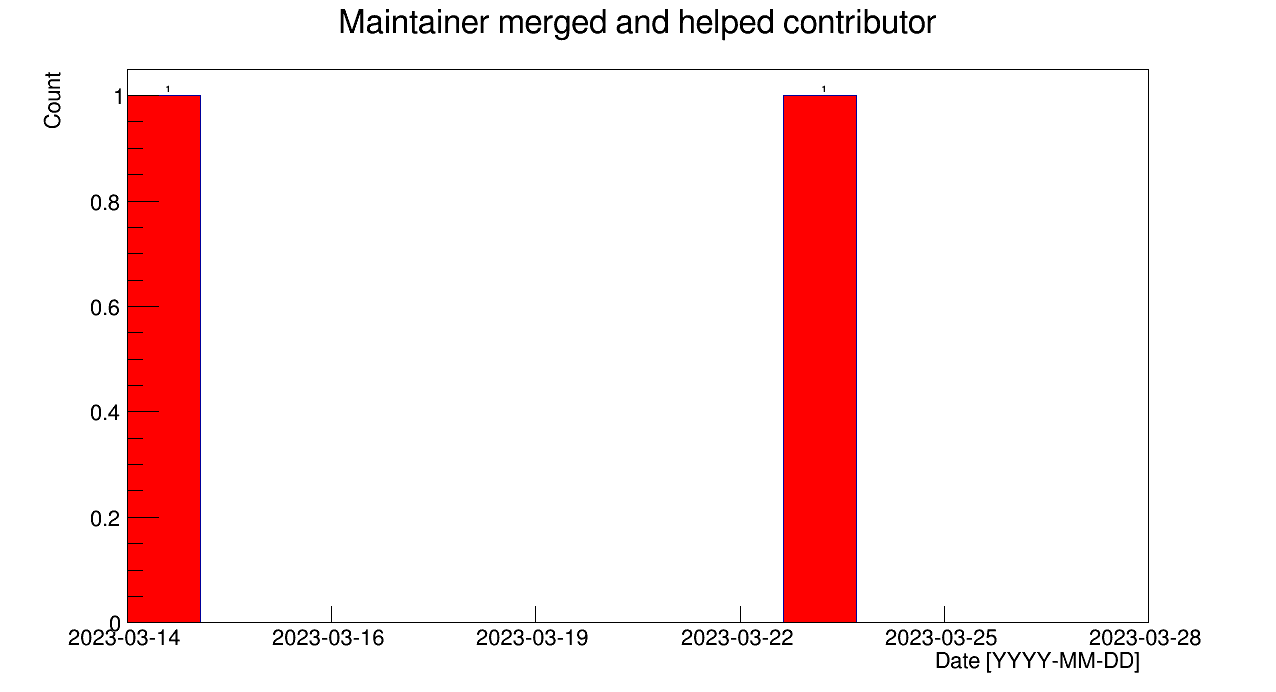 Maintainer merged and helped contributor
Count
1
1
1
0.8
0.6
0.4
0.2
0
2023-03-14 2023-03-16 2023-03-19 2023-03-22 2023-03-25 2023-03-28
Date [YYYY-MM-DD]